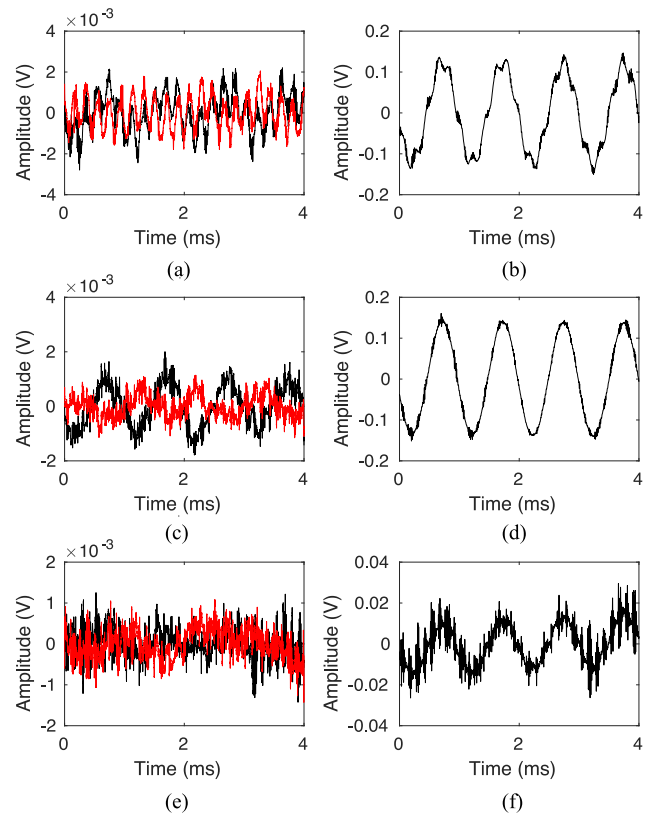 × 10⁻³
4
2
0
-2
-4
Amplitude (V)
0 2 4
Time (ms)
(a)
0.2
0.1
0
-0.1
-0.2
Amplitude (V)
0 2 4
Time (ms)
(b)
× 10⁻³
4
2
0
-2
Amplitude (V)
0 2 4
Time (ms)
(c)
0.2
0.1
0
-0.1
-0.2
Amplitude (V)
0 2 4
Time (ms)
(d)
× 10⁻³
2
1
0
-1
-2
Amplitude (V)
0 2 4
Time (ms)
(e)
0.04
0.02
0
-0.02
-0.04
Amplitude (V)
0 2 4
Time (ms)
(f)